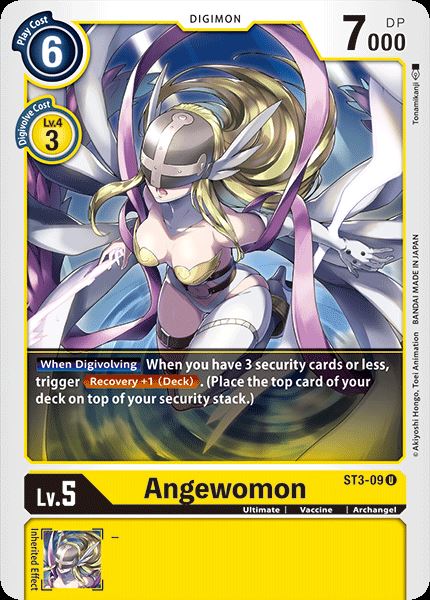 Play Cost
6
DIGIMON
DP
7000
Digivolve Cost
Lv.4
3
Tonamikanji
When Digivolving When you have 3 security cards or less,
trigger Recovery +1 (Deck). (Place the top card of your
deck on top of your security stack.)
©Akiyoshi Hongo, Toei Animation BANDAI MADE IN JAPAN
ST3-09 U
Lv.5
Angewomon
Ultimate | Vaccine | Archangel
Inherited Effect
–